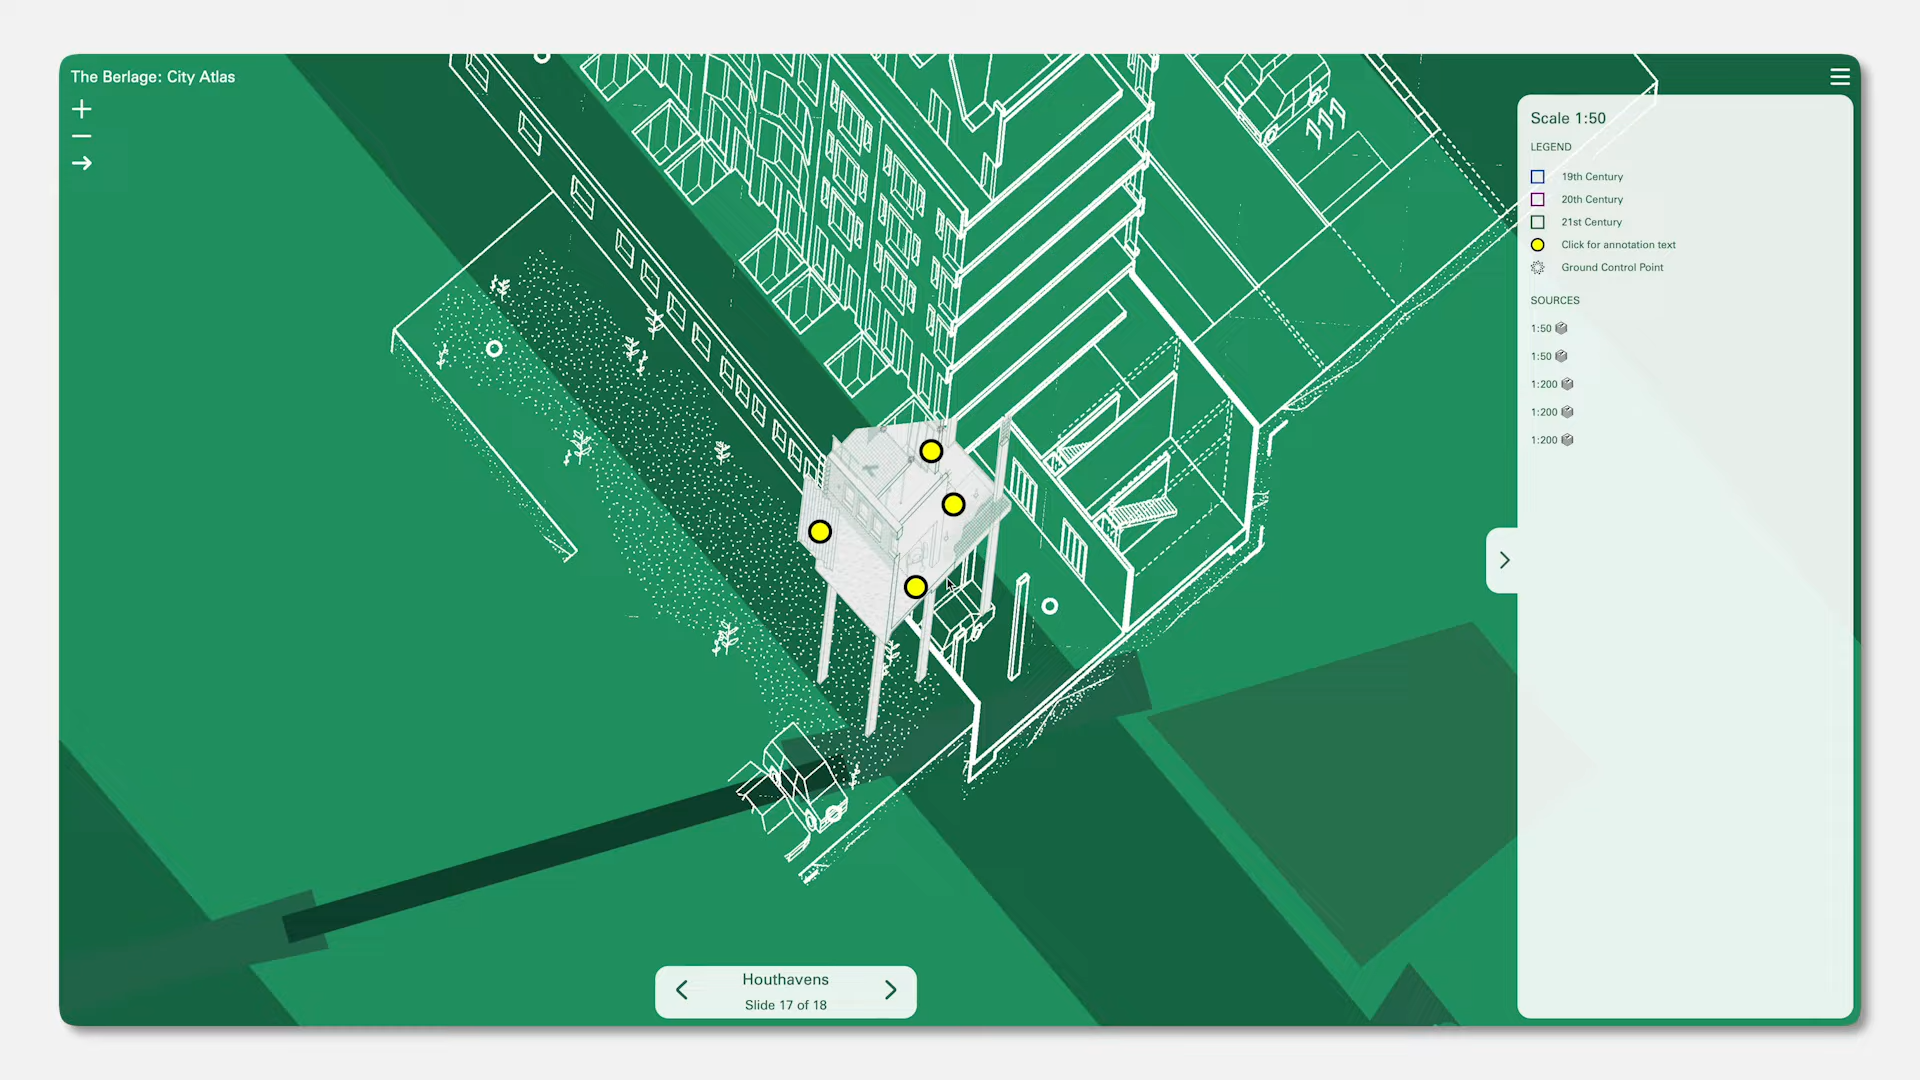 The Berlage: City Atlas
Scale 1:50
LEGEND
19th Century
20th Century
21st Century
Click for annotation text
Ground Control Point
SOURCES
1:50
1:50
1:200
1:200
1:200
Houthavens
Slide 17 of 18